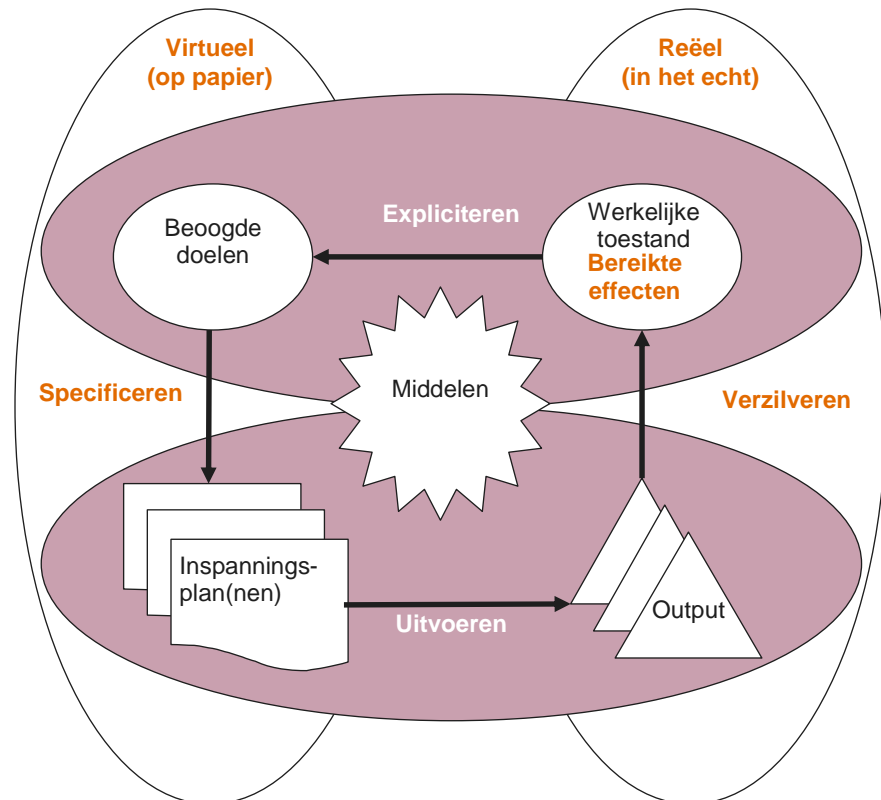 Virtueel
(op papier)
Reëel
(in het echt)
Expliciteren
Beoogde
doelen
Werkelijke
toestand
Bereikte
effecten
Middelen
Specificeren
Verzilveren
Inspannings-
plan(nen)
Uitvoeren
Output